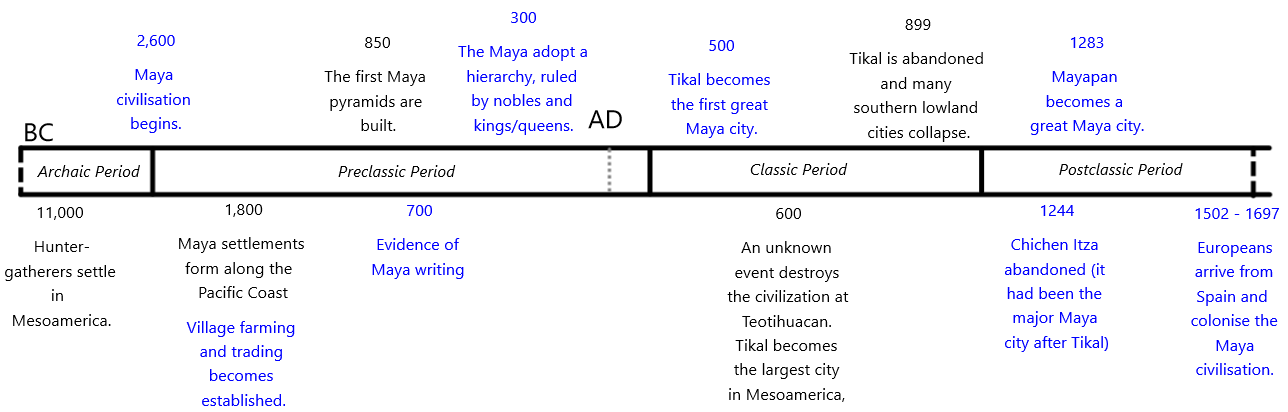 2,600
Maya
civilisation
begins.
850
The first Maya
pyramids are
built.
300
The Maya adopt a
hierarchy, ruled
by nobles and
kings/queens.
500
Tikal becomes
the first great
Maya city.
899
Tikal is abandoned
and many
southern lowland
cities collapse.
1283
Mayapan
becomes a
great Maya city.
BC
AD
Archaic Period
Preclassic Period
Classic Period
Postclassic Period
11,000
Hunter-
gatherers settle
in
Mesoamerica.
1,800
Maya settlements
form along the
Pacific Coast
Village farming
and trading
becomes
established.
700
Evidence of
Maya writing
600
An unknown
event destroys
the civilization at
Teotihuacan.
Tikal becomes
the largest city
in Mesoamerica,
1244
Chichen Itza
abandoned (it
had been the
major Maya
city after Tikal)
1502 - 1697
Europeans
arrive from
Spain and
colonise the
Maya
civilisation.